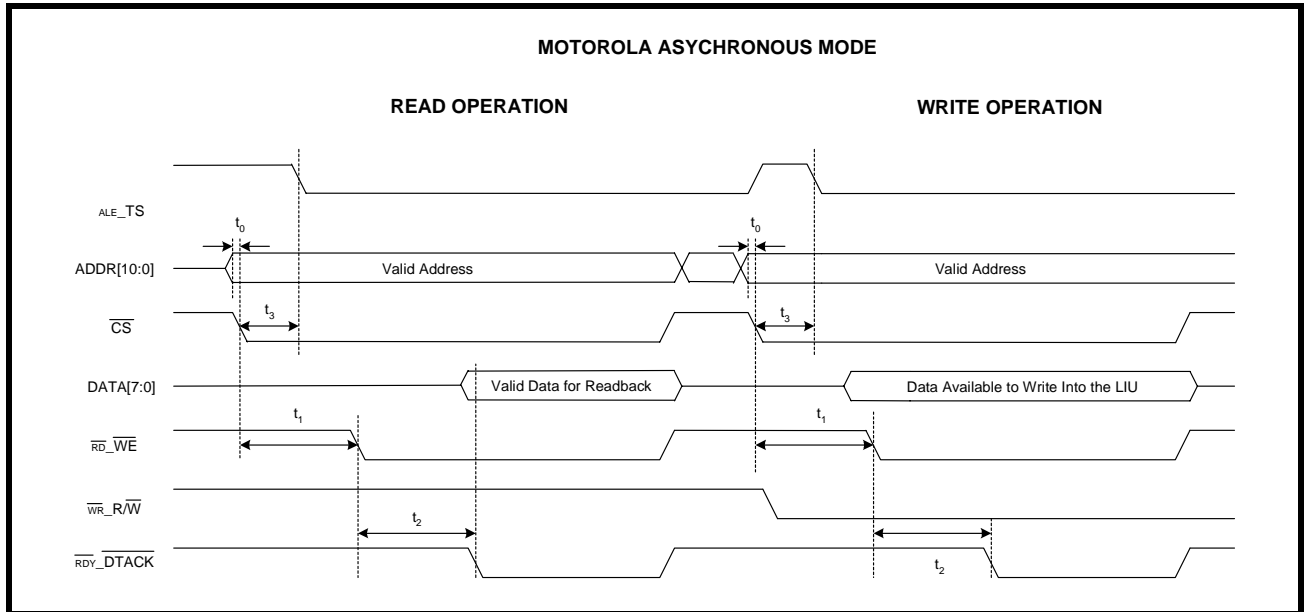 MOTOROLA ASYCHRONOUS MODE
READ OPERATION
WRITE OPERATION
ALE_TS
t0
t0
ADDR[10:0]
Valid Address
Valid Address
CS
t3
t3
DATA[7:0]
Valid Data for Readback
Data Available to Write Into the LIU
t1
t1
RD_WE
WR_R/W
t2
RDY_DTACK
t2